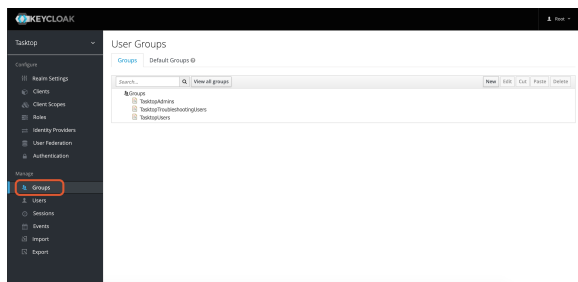 KEYCLOAK
Root
Tasktop
Configure
Realm Settings
Clients
Client Scopes
Roles
Identity Providers
User Federation
Authentication
Manage
Groups
Users
Sessions
Events
Import
Export
User Groups
Groups Default Groups
Search... View all groups New Edit Cut Paste Delete
Groups
TasktopAdmins
TasktopTroubleshootingUsers
TasktopUsers